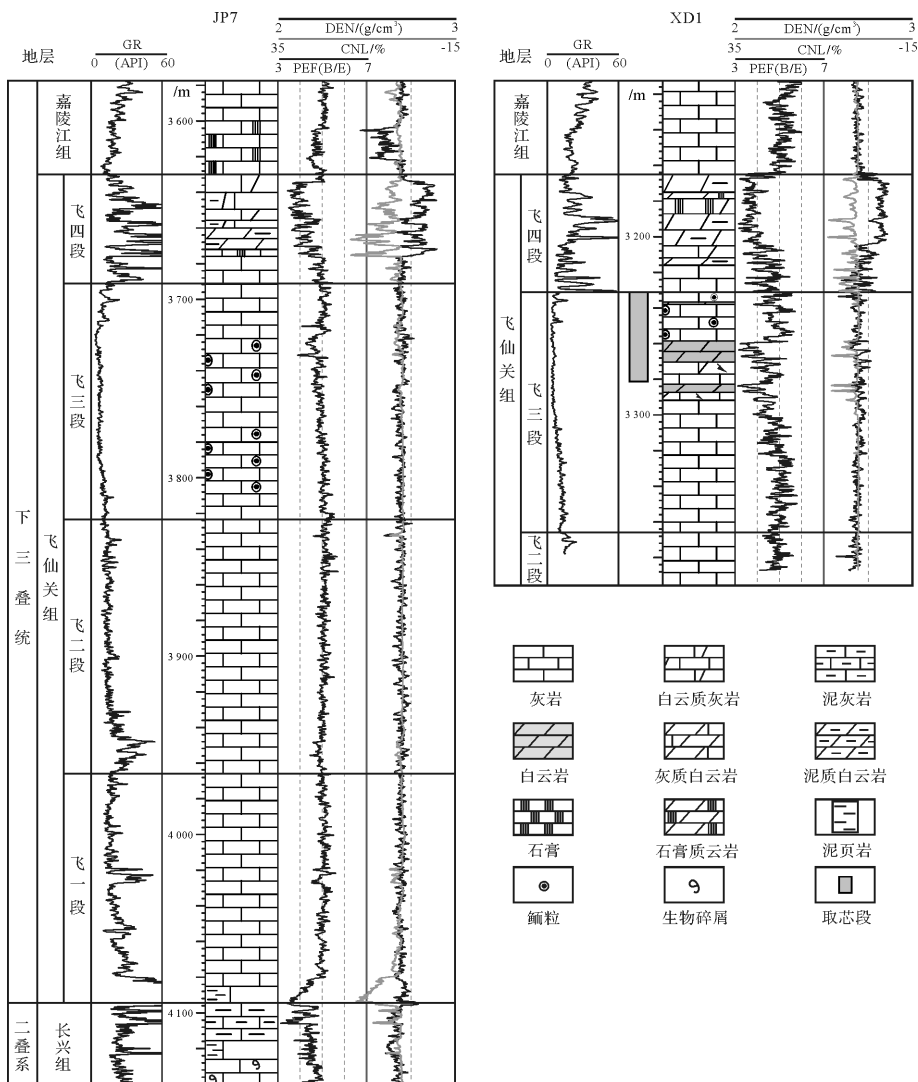 JP7
地层
GR
0 (API) 60
2 3
DEN/(g/cm³)
35 CNL/% -15
3 PEF(B/E) 7
/m
3 600
3 700
3 800
3 900
4 000
4 100
嘉陵江组
飞四段
飞三段
飞二段
飞一段
飞仙关组
下三叠统
二叠系
长兴组
XD1
地层
GR
0 (API) 60
2 3
DEN/(g/cm³)
35 CNL/% -15
3 PEF(B/E) 7
/m
3 200
3 300
嘉陵江组
飞四段
飞三段
飞二段
飞仙关组
灰岩
白云质灰岩
泥灰岩
白云岩
灰质白云岩
泥质白云岩
石膏
石膏质云岩
泥页岩
鲕粒
生物碎屑
取芯段